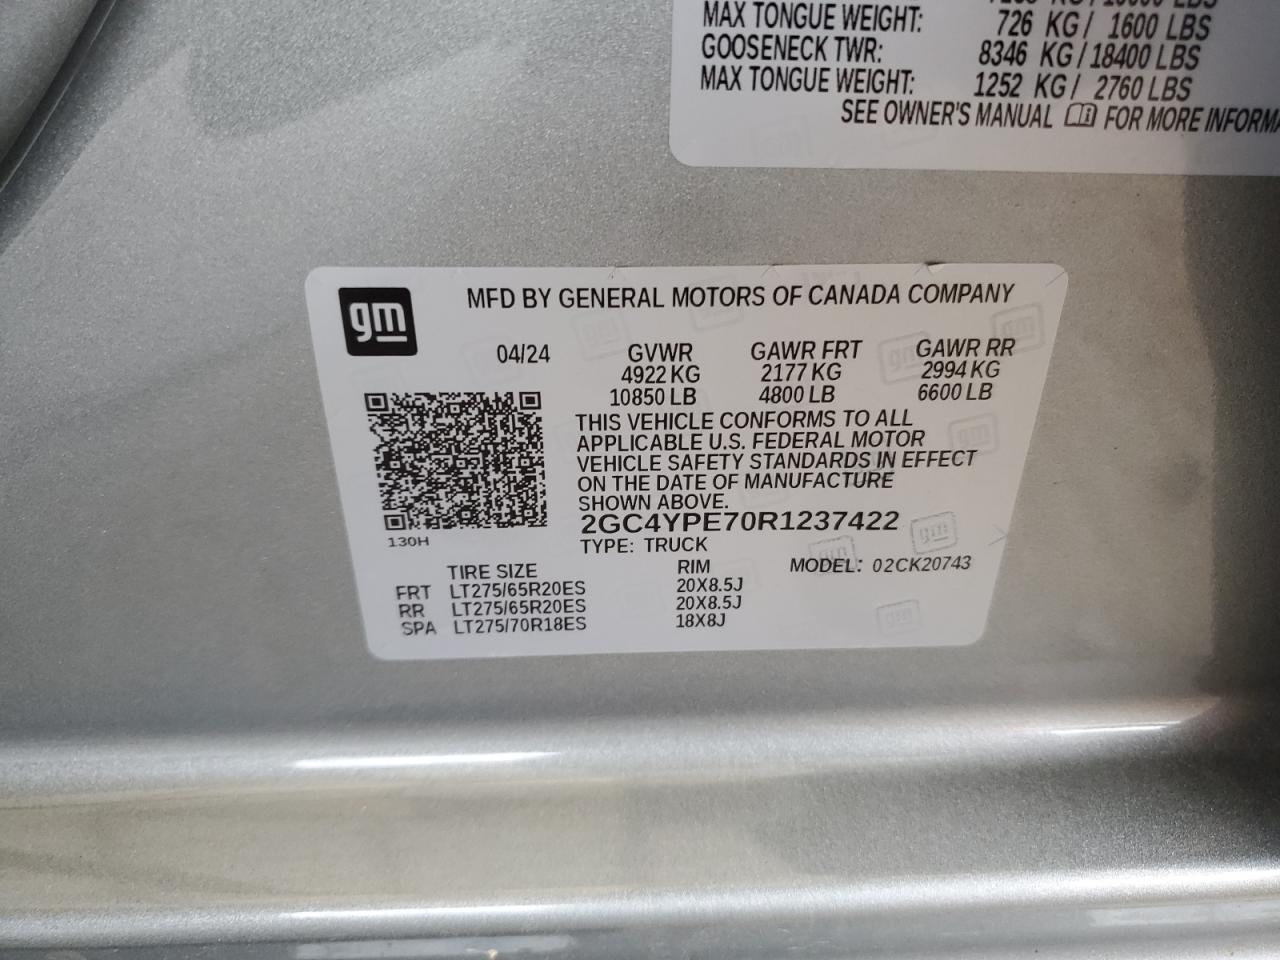 MAX TONGUE WEIGHT: 726 KG/ 1600 LBS
GOOSENECK TWR: 8346 KG/18400 LBS
MAX TONGUE WEIGHT: 1252 KG/ 2760 LBS
SEE OWNER'S MANUAL FOR MORE INFORMA
gm
MFD BY GENERAL MOTORS OF CANADA COMPANY
04/24 GVWR GAWR FRT GAWR RR
4922 KG 2177 KG 2994 KG
10850 LB 4800 LB 6600 LB
THIS VEHICLE CONFORMS TO ALL
APPLICABLE U.S. FEDERAL MOTOR
VEHICLE SAFETY STANDARDS IN EFFECT
ON THE DATE OF MANUFACTURE
SHOWN ABOVE.
2GC4YPE70R1237422
130H
TYPE: TRUCK
MODEL: 02CK20743
TIRE SIZE RIM
FRT LT275/65R20ES 20X8.5J
RR LT275/65R20ES 20X8.5J
SPA LT275/70R18ES 18X8J